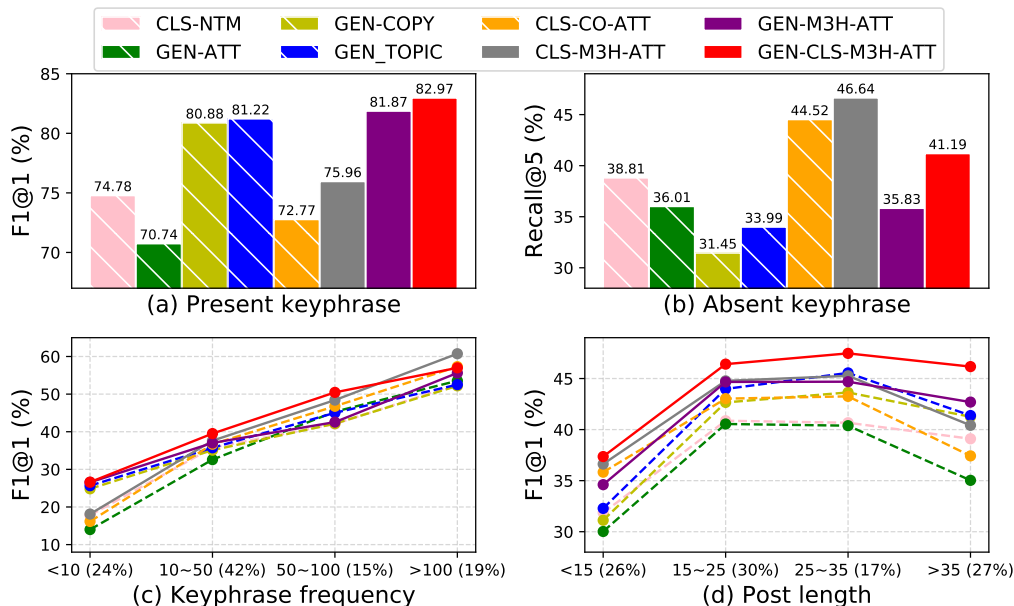 CLS-NTM GEN-COPY CLS-CO-ATT GEN-M3H-ATT
GEN-ATT GEN_TOPIC CLS-M3H-ATT GEN-CLS-M3H-ATT
F1@1 (%)
85
80
75
70
74.78
70.74
80.88
81.22
72.77
75.96
81.87
82.97
(a) Present keyphrase
Recall@5 (%)
45
40
35
30
38.81
36.01
31.45
33.99
44.52
46.64
35.83
41.19
(b) Absent keyphrase
F1@1 (%)
60
50
40
30
20
10
<10 (24%) 10~50 (42%) 50~100 (15%) >100 (19%)
(c) Keyphrase frequency
F1@1 (%)
45
40
35
30
<15 (26%) 15~25 (30%) 25~35 (17%) >35 (27%)
(d) Post length